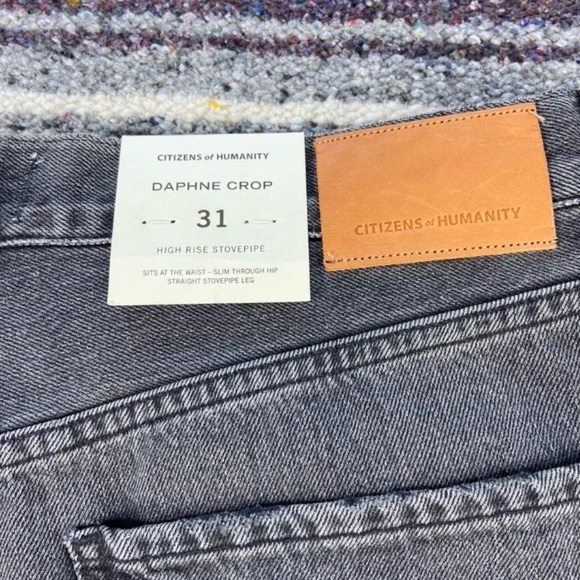 CITIZENS of HUMANITY
DAPHNE CROP
31
HIGH RISE STOVEPIPE
SITS AT THE WAIST – SLIM THROUGH HIP
STRAIGHT STOVEPIPE LEG
CITIZENS of HUMANITY